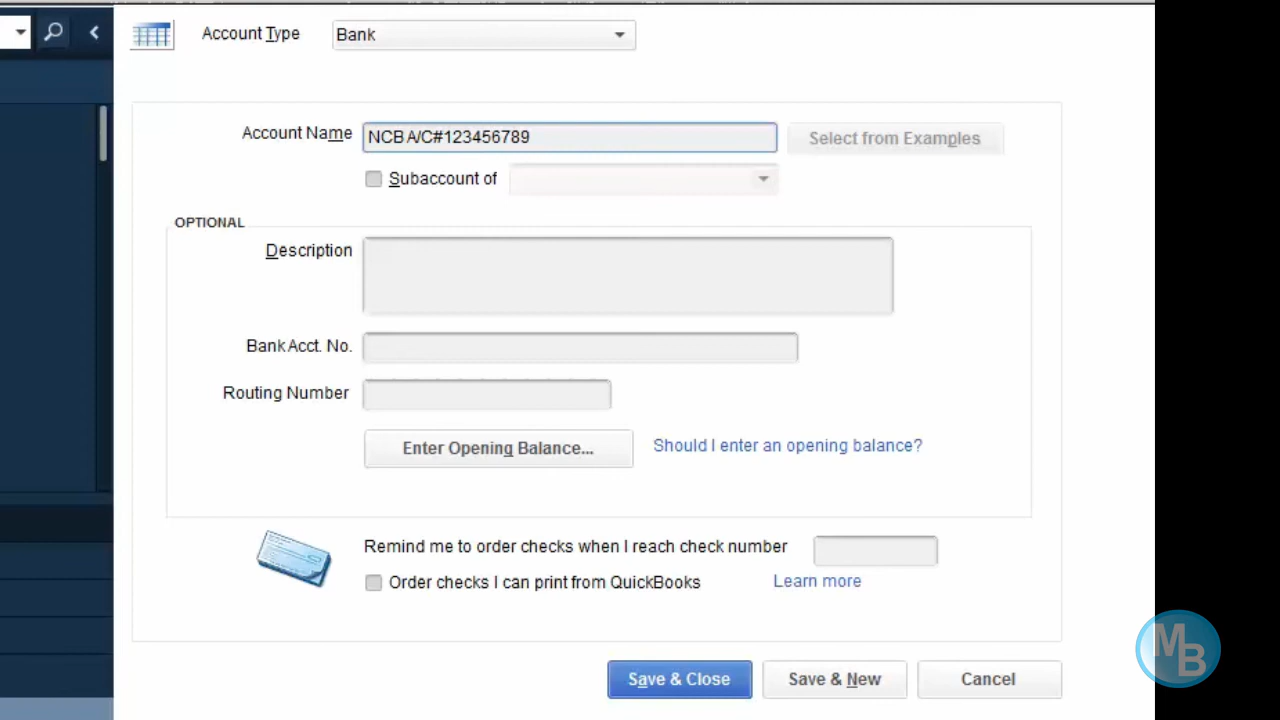 Account Type Bank
Account Name NCB A/C#123456789 Select from Examples
Subaccount of
OPTIONAL
Description
Bank Acct. No.
Routing Number
Enter Opening Balance... Should I enter an opening balance?
Remind me to order checks when I reach check number
Order checks I can print from QuickBooks Learn more
Save & Close Save & New Cancel
MB